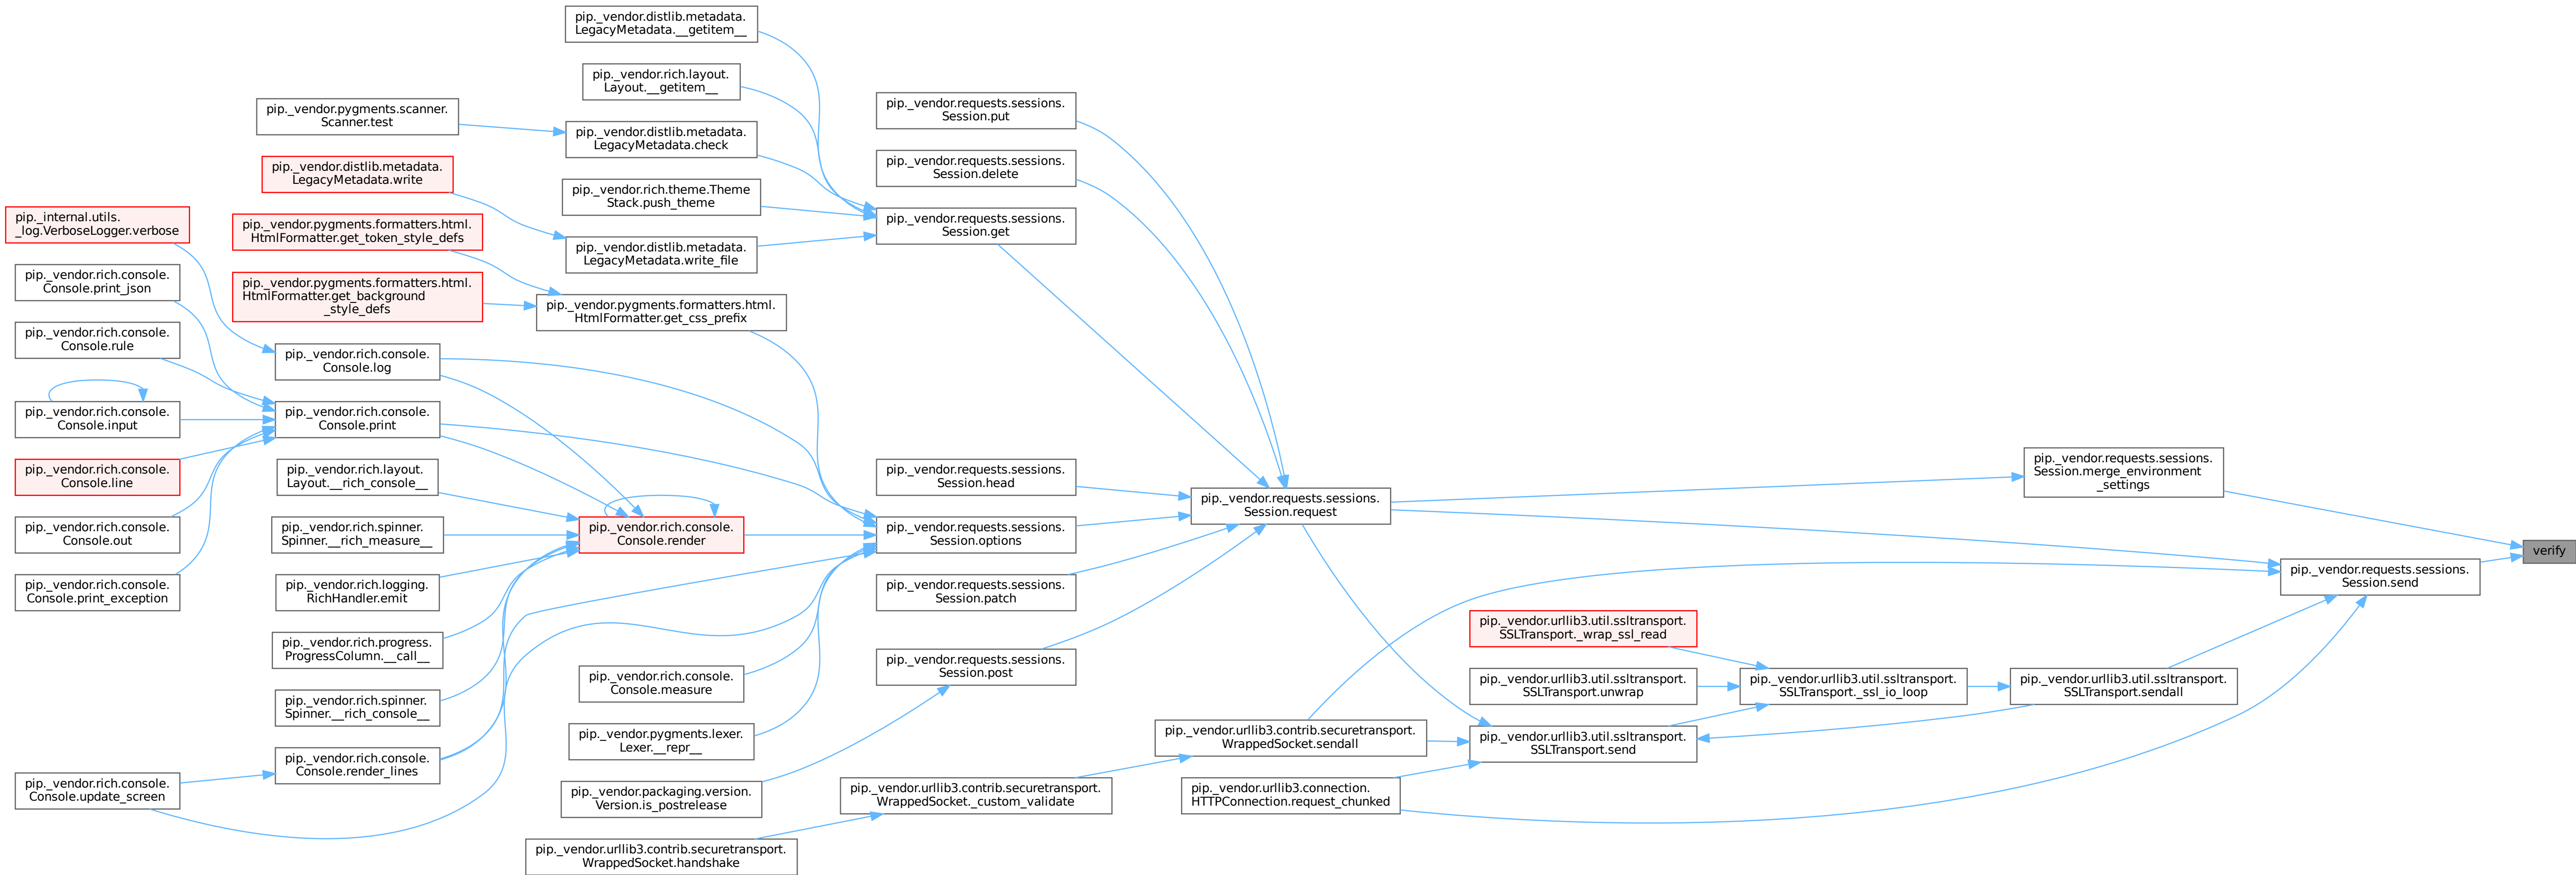 pip._vendor.distlib.metadata.
LegacyMetadata.__getitem__
pip._vendor.rich.layout.
Layout.__getitem__
pip._vendor.pygments.scanner.
Scanner.test
pip._vendor.distlib.metadata.
LegacyMetadata.check
pip._vendor.distlib.metadata.
LegacyMetadata.write
pip._vendor.rich.theme.Theme
Stack.push_theme
pip._internal.utils.
_log.VerboseLogger.verbose
pip._vendor.pygments.formatters.html.
HtmlFormatter.get_token_style_defs
pip._vendor.distlib.metadata.
LegacyMetadata.write_file
pip._vendor.rich.console.
Console.print_json
pip._vendor.pygments.formatters.html.
HtmlFormatter.get_background
_style_defs
pip._vendor.pygments.formatters.html.
HtmlFormatter.get_css_prefix
pip._vendor.rich.console.
Console.rule
pip._vendor.rich.console.
Console.log
pip._vendor.rich.console.
Console.input
pip._vendor.rich.console.
Console.print
pip._vendor.rich.console.
Console.line
pip._vendor.rich.layout.
Layout.__rich_console__
pip._vendor.rich.console.
Console.out
pip._vendor.rich.spinner.
Spinner.__rich_measure__
pip._vendor.rich.console.
Console.render
pip._vendor.rich.console.
Console.print_exception
pip._vendor.rich.logging.
RichHandler.emit
pip._vendor.rich.progress.
ProgressColumn.__call__
pip._vendor.rich.spinner.
Spinner.__rich_console__
pip._vendor.rich.console.
Console.measure
pip._vendor.pygments.lexer.
Lexer.__repr__
pip._vendor.rich.console.
Console.render_lines
pip._vendor.rich.console.
Console.update_screen
pip._vendor.packaging.version.
Version.is_postrelease
pip._vendor.urllib3.contrib.securetransport.
WrappedSocket.handshake
pip._vendor.requests.sessions.
Session.put
pip._vendor.requests.sessions.
Session.delete
pip._vendor.requests.sessions.
Session.get
pip._vendor.requests.sessions.
Session.head
pip._vendor.requests.sessions.
Session.options
pip._vendor.requests.sessions.
Session.patch
pip._vendor.requests.sessions.
Session.post
pip._vendor.urllib3.contrib.securetransport.
WrappedSocket._custom_validate
pip._vendor.requests.sessions.
Session.request
pip._vendor.urllib3.contrib.securetransport.
WrappedSocket.sendall
pip._vendor.urllib3.connection.
HTTPConnection.request_chunked
pip._vendor.urllib3.util.ssltransport.
SSLTransport._wrap_ssl_read
pip._vendor.urllib3.util.ssltransport.
SSLTransport.unwrap
pip._vendor.urllib3.util.ssltransport.
SSLTransport.send
pip._vendor.urllib3.util.ssltransport.
SSLTransport._ssl_io_loop
pip._vendor.requests.sessions.
Session.merge_environment
_settings
pip._vendor.urllib3.util.ssltransport.
SSLTransport.sendall
pip._vendor.requests.sessions.
Session.send
verify